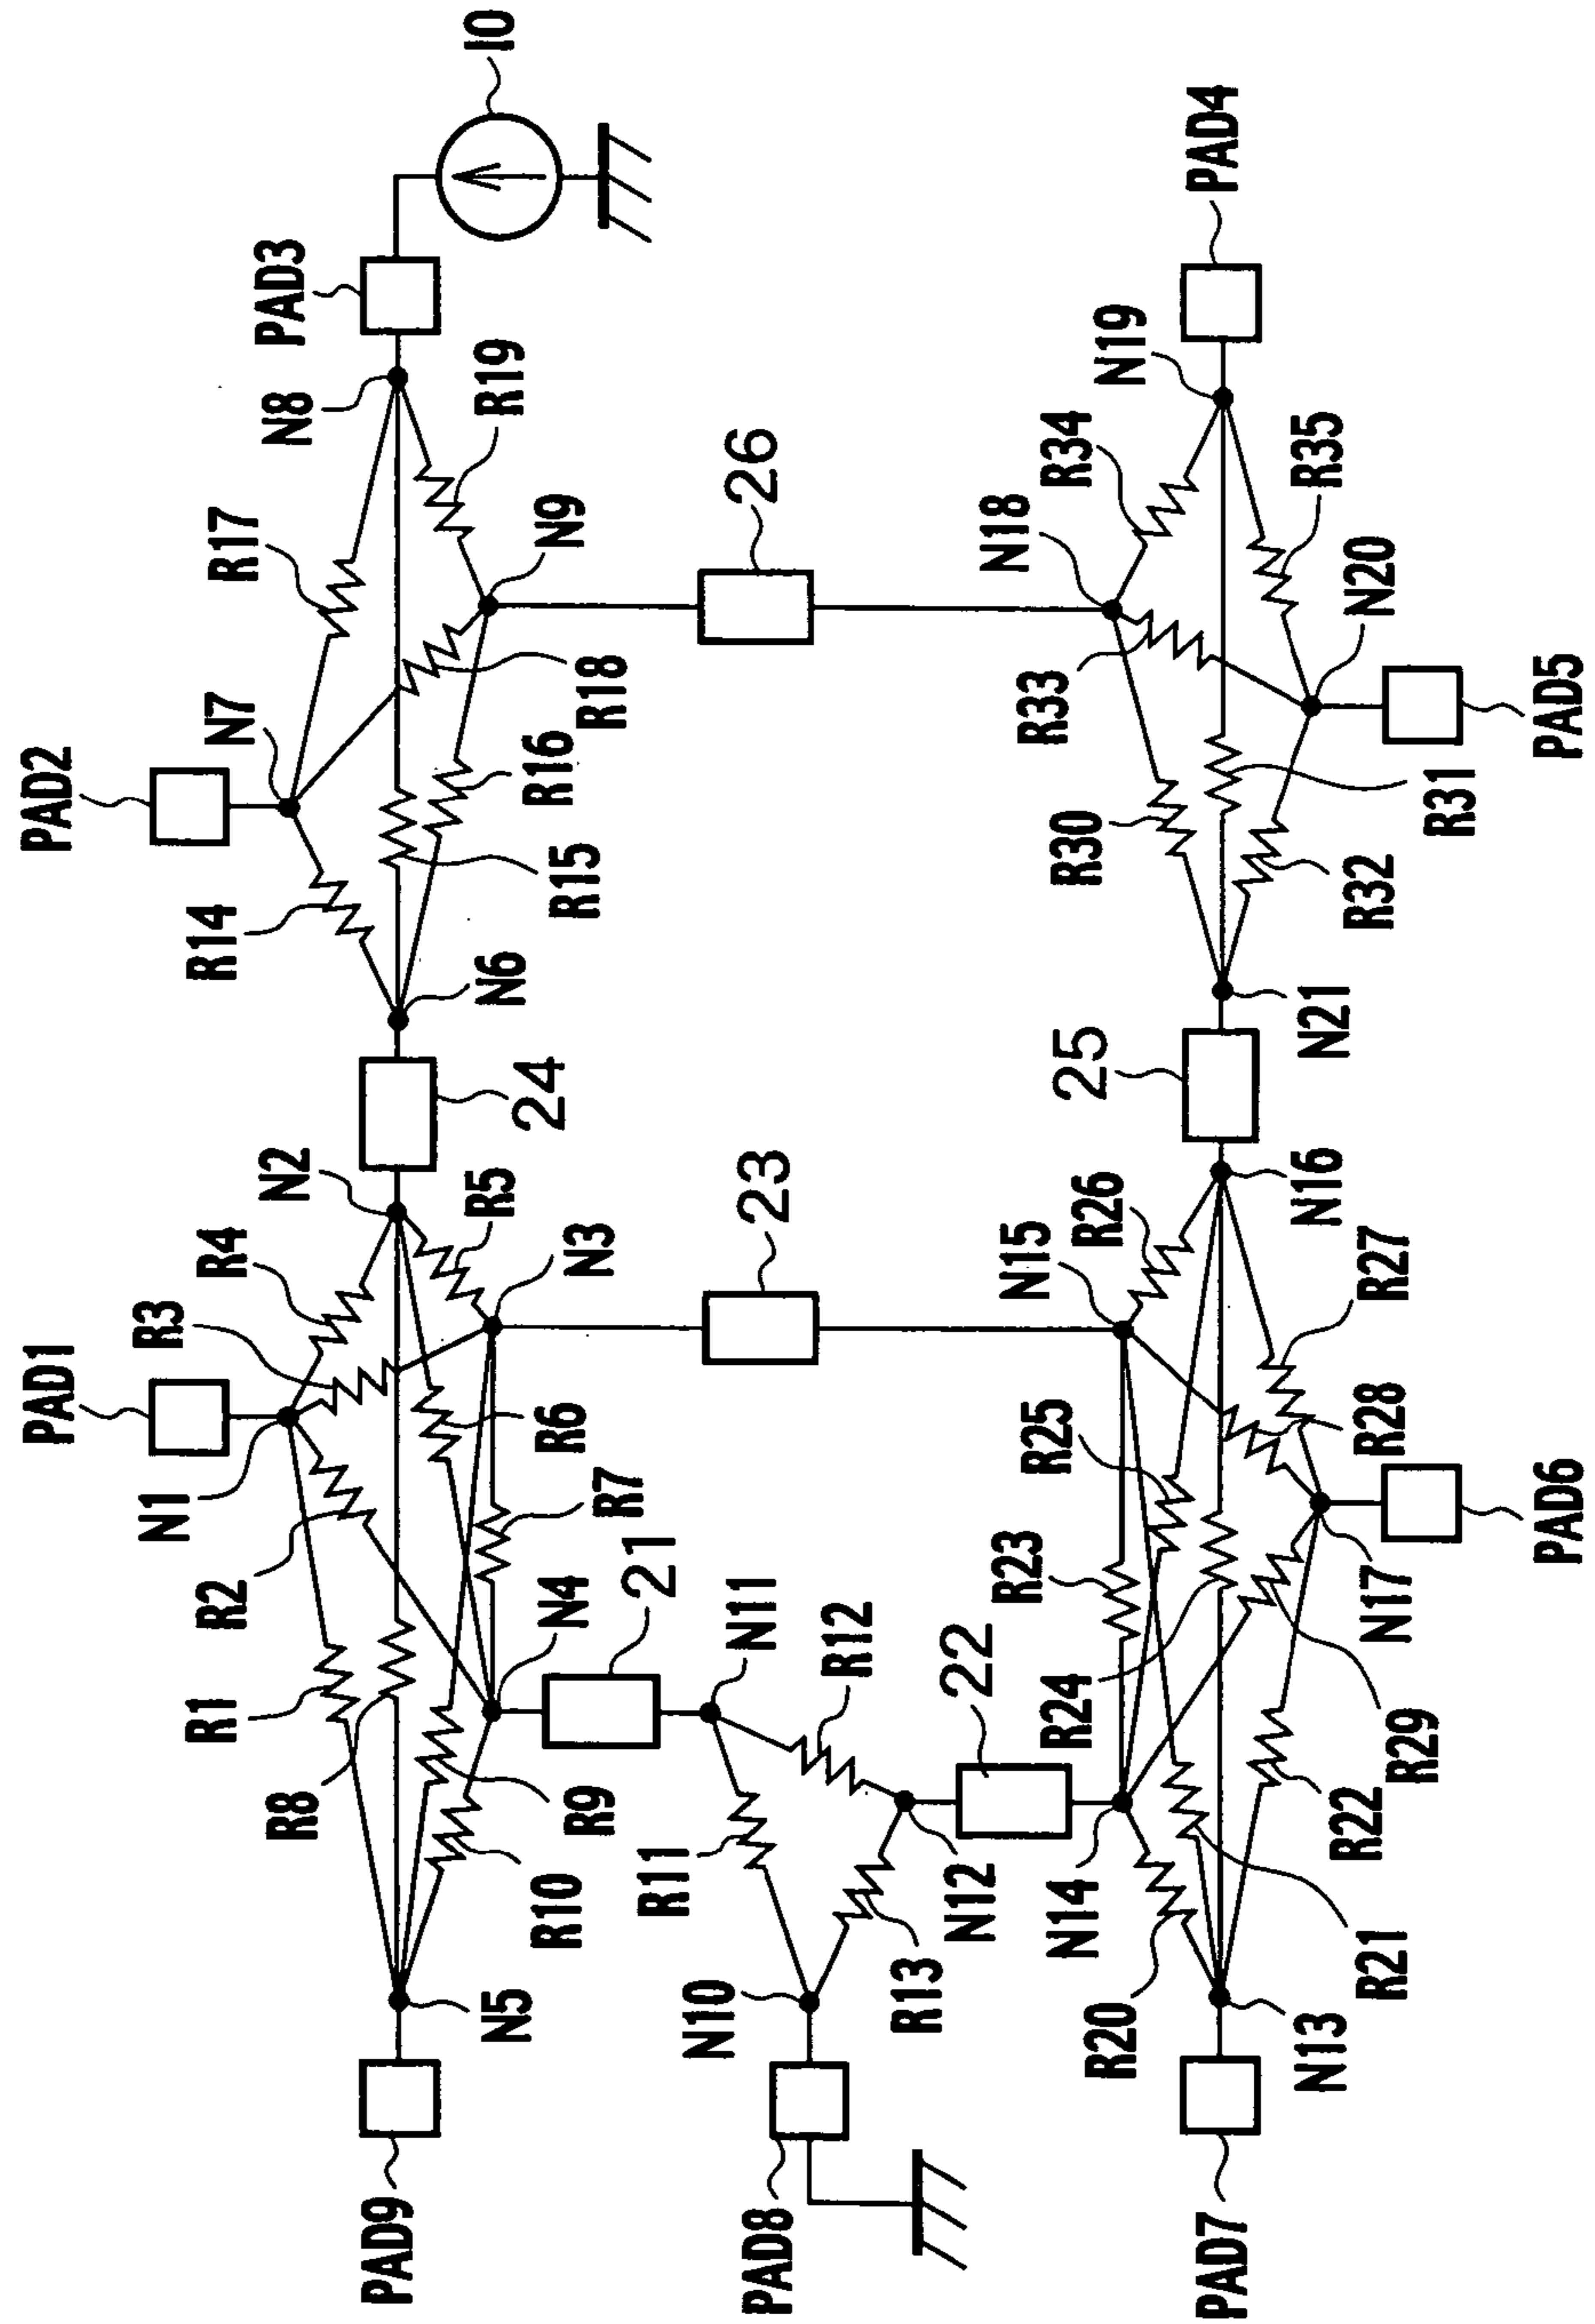 PAD2
PAD1
N7
R17
N8
PAD3
I0
R14
R3
R4
N2
N1
R2
R1
R8
N6
R19
N9
R15
R16
R18
24
R5
N3
R6
R7
N4
21
R9
R10
N5
PAD9
26
23
N11
R12
R11
N10
PAD8
R13
N12
22
N18
R34
N19
PAD4
R33
R30
25
N15
R26
R25
R23
R24
N14
R20
R35
N20
R31
R32
N21
N16
R27
R28
N17
R29
R22
R21
N13
PAD7
PAD5
PAD6